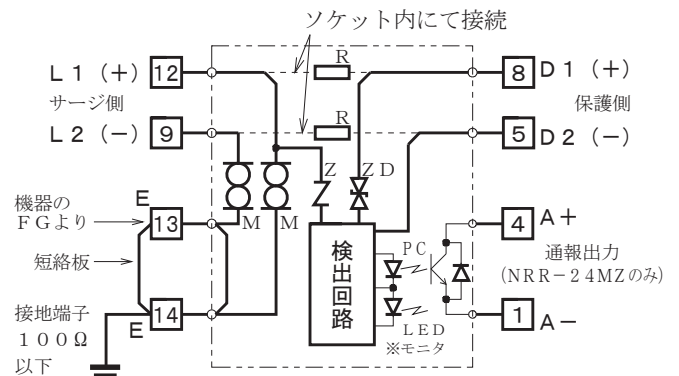 ソケット内にて接続
L1 (+) 12
R
8 D1 (+)
サージ側
保護側
L2 (-) 9
R
5 D2 (-)
Z
ZD
機器の
FGより
E
13
M
M
4 A+
短絡板
検出回路
PC
通報出力
(NRR-24MZのみ)
接地端子
100Ω
以下
E
14
LED
※モニタ
1 A-